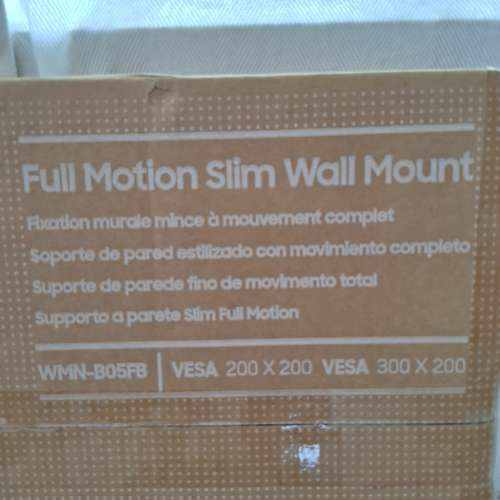 Full Motion Slim Wall Mount
Fixation murale mince à mouvement complet
Soporte de pared estilizado con movimiento completo
Suporte de parede fino de movimento total
Supporto a parete Slim Full Motion
WMN-B05FB | VESA 200 X 200 VESA 300 X 200